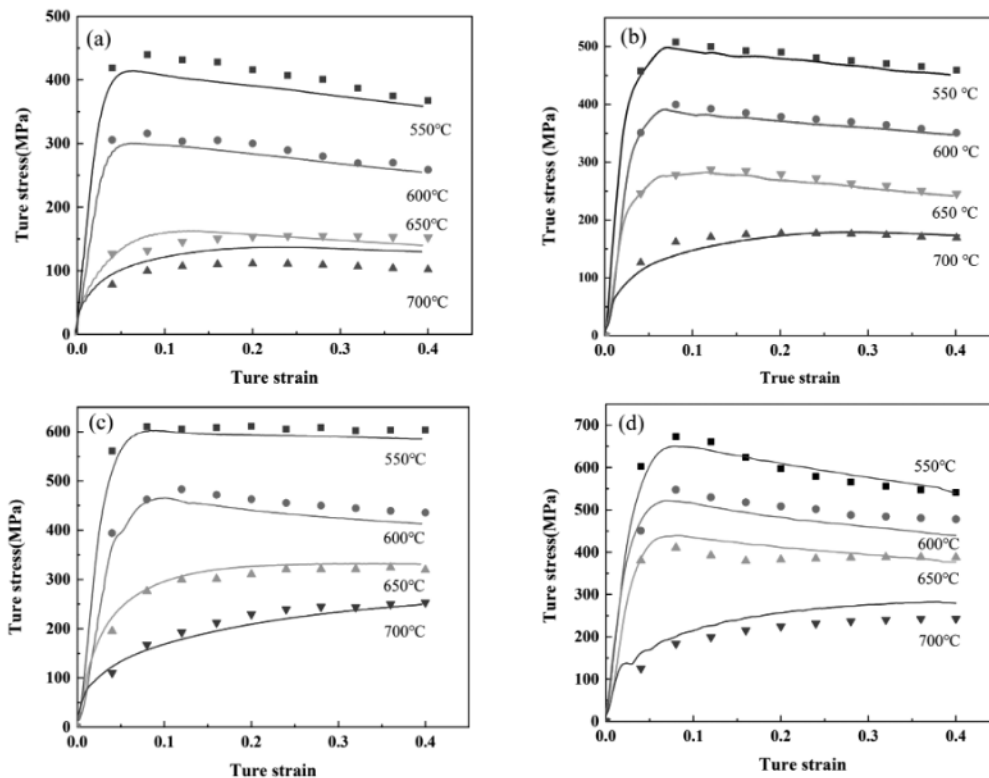 (a)
500
400
300
200
100
0
Ture stress(MPa)
550℃
600℃
650℃
700℃
0.0 0.1 0.2 0.3 0.4
Ture strain
(b)
500
400
300
200
100
0
True stress (MPa)
550 ℃
600 ℃
650 ℃
700 ℃
0.0 0.1 0.2 0.3 0.4
True strain
(c)
600
500
400
300
200
100
0
Ture stress(MPa)
550℃
600℃
650℃
700℃
0.0 0.1 0.2 0.3 0.4
Ture strain
(d)
700
600
500
400
300
200
100
0
Ture stress(MPa)
550℃
600℃
650℃
700℃
0.0 0.1 0.2 0.3 0.4
Ture strain